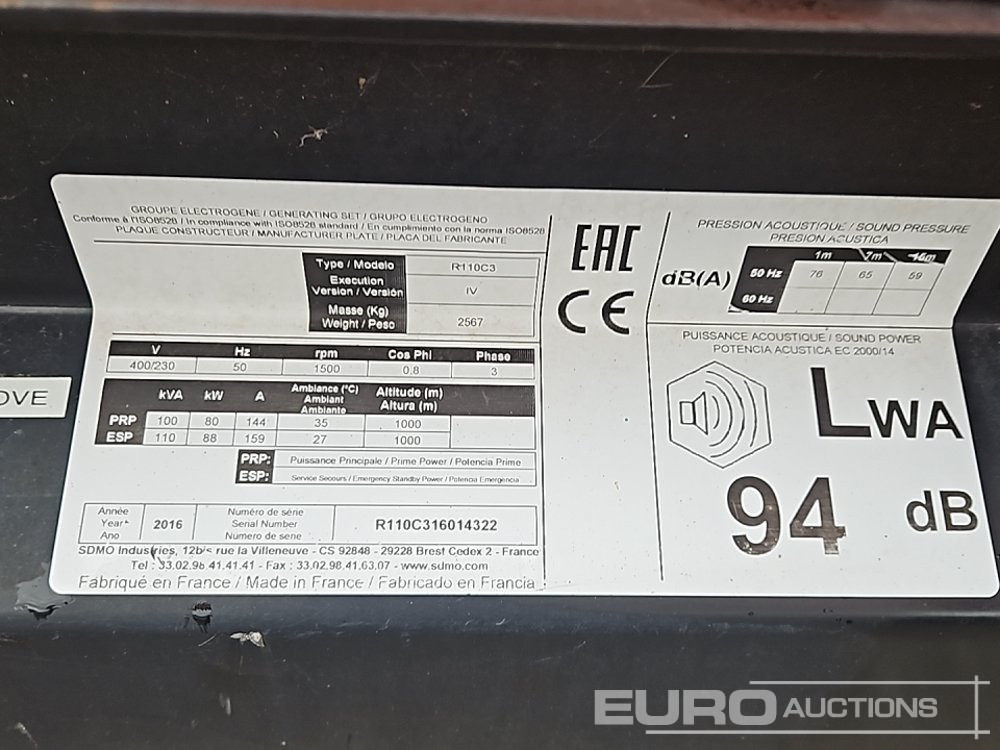 GROUPE ELECTROGENE / GENERATING SET / GRUPO ELECTROGENO
Conforme à l'ISO8528 / In compliance with ISO8528 standard / En cumplimiento con la norma ISO8528
PLAQUE CONSTRUCTEUR / MANUFACTURER PLATE / PLACA DEL FABRICANTE
Type / Modelo R110C3
Execution
Version / Versión IV
Masse (Kg)
Weight / Peso 2567
V Hz rpm Cos Phi Phase
400/230 50 1500 0.8 3
kVA kW A Ambiance (°C) Ambiant Ambiante Altitude (m) Altura (m)
PRP 100 80 144 35 1000
ESP 110 88 159 27 1000
PRP: Puissance Principale / Prime Power / Potencia Prime
ESP: Service Secours / Emergency Standby Power / Potencia Emergencia
Année
Year
Ano
2016
Numéro de série
Serial Number
Numero de serie
R110C316014322
SDMO Industries, 12bis rue la Villeneuve - CS 92848 - 29228 Brest Cedex 2 - France
Tel : 33.02.98.41.41.41 - Fax : 33.02.98.41.63.07 - www.sdmo.com
Fabriqué en France / Made in France / Fabricado en Francia
EAC
CE
PRESSION ACOUSTIQUE / SOUND PRESSURE
PRESION ACUSTICA
dB(A)
1m 7m 15m
50 Hz 76 65 59
60 Hz
PUISSANCE ACOUSTIQUE / SOUND POWER
POTENCIA ACUSTICA EC 2000/14
LWA
94 dB
OVE
EURO AUCTIONS